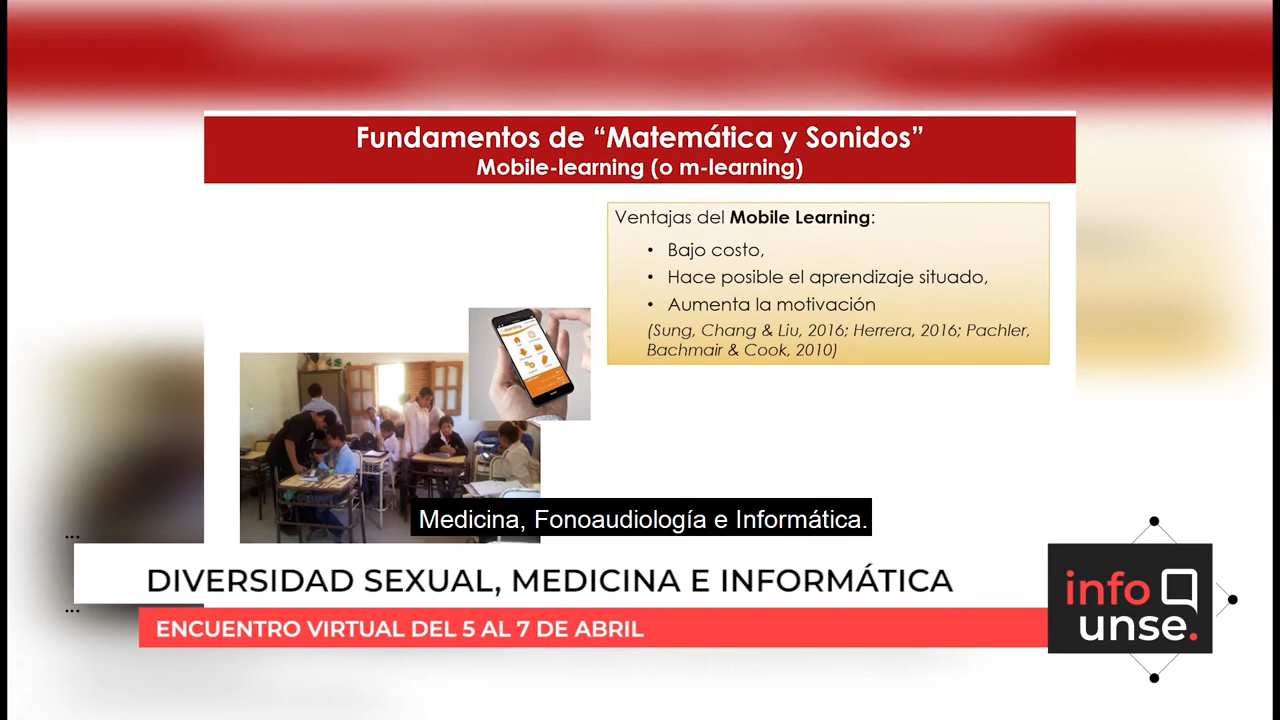 Fundamentos de “Matemática y Sonidos”
Mobile-learning (o m-learning)
Ventajas del Mobile Learning:
• Bajo costo,
• Hace posible el aprendizaje situado,
• Aumenta la motivación
(Sung, Chang & Liu, 2016; Herrera, 2016; Pachler,
Bachmair & Cook, 2010)
Medicina, Fonoaudiología e Informática.
DIVERSIDAD SEXUAL, MEDICINA E INFORMÁTICA
ENCUENTRO VIRTUAL DEL 5 AL 7 DE ABRIL
info
unse.